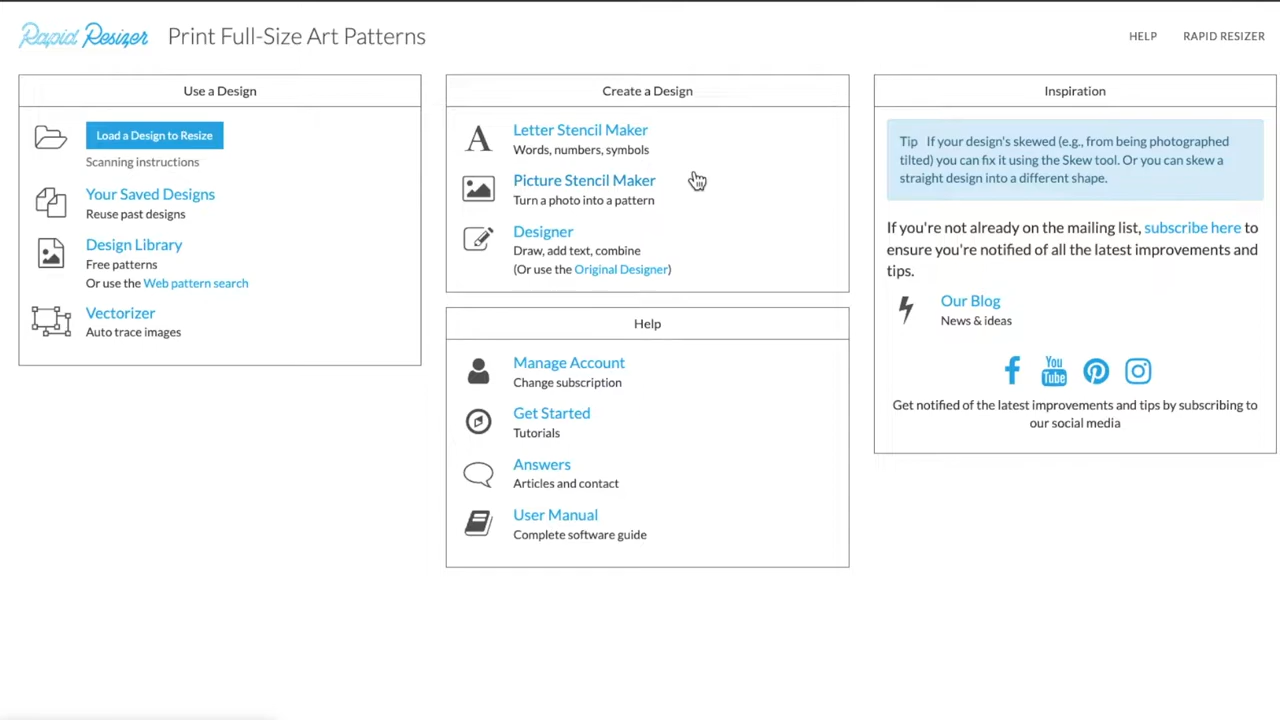 Rapid Resizer Print Full-Size Art Patterns
HELP RAPID RESIZER
Use a Design
Load a Design to Resize
Scanning instructions
Your Saved Designs
Reuse past designs
Design Library
Free patterns
Or use the Web pattern search
Vectorizer
Auto trace images
Create a Design
Letter Stencil Maker
Words, numbers, symbols
Picture Stencil Maker
Turn a photo into a pattern
Designer
Draw, add text, combine
(Or use the Original Designer)
Help
Manage Account
Change subscription
Get Started
Tutorials
Answers
Articles and contact
User Manual
Complete software guide
Inspiration
Tip If your design's skewed (e.g., from being photographed
tilted) you can fix it using the Skew tool. Or you can skew a
straight design into a different shape.
If you're not already on the mailing list, subscribe here to
ensure you're notified of all the latest improvements and
tips.
Our Blog
News & ideas
You
Tube
Get notified of the latest improvements and tips by subscribing to
our social media